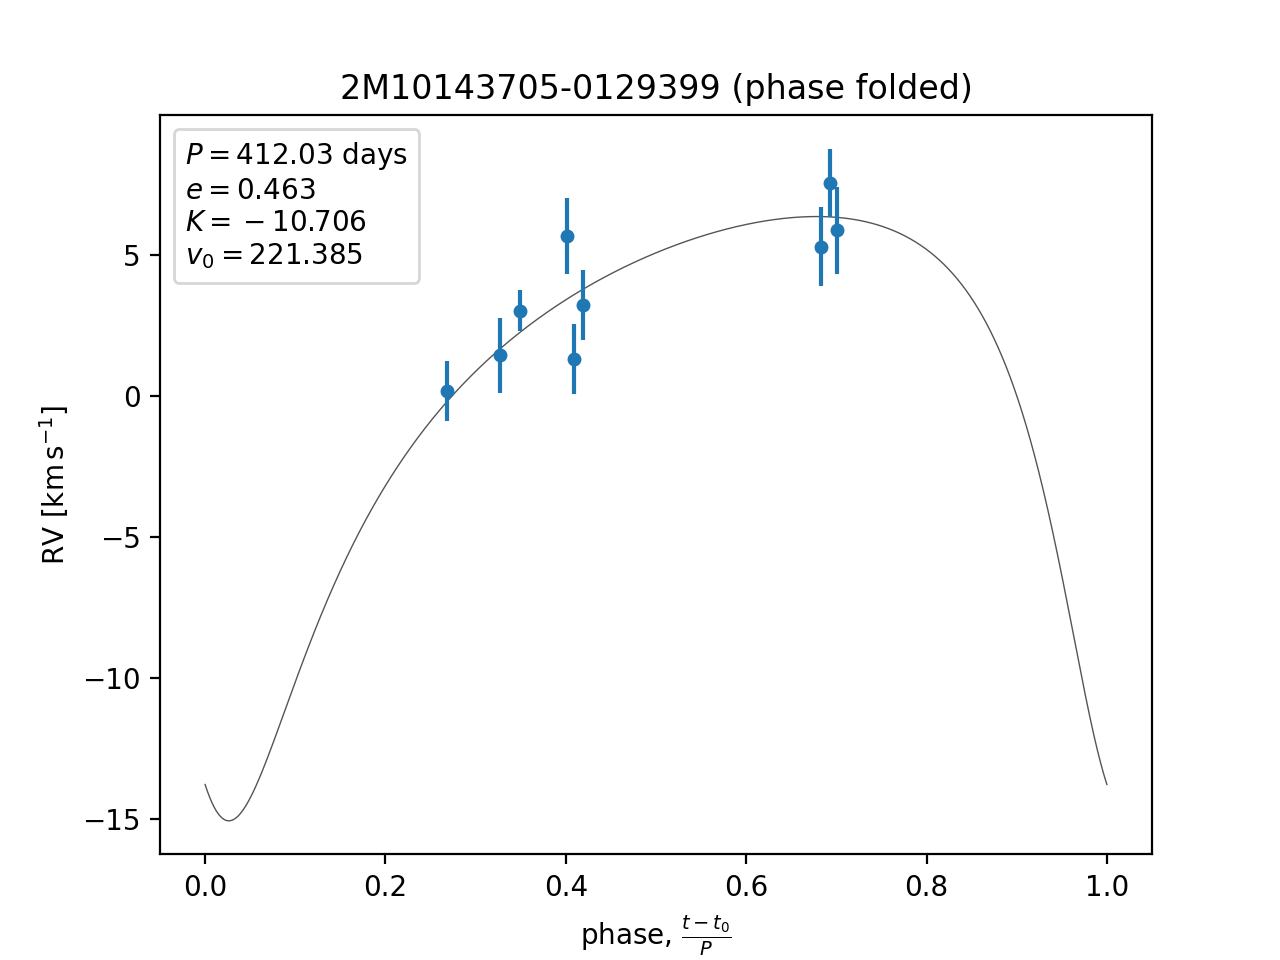 2M10143705-0129399 (phase folded)
P = 412.03 days
e = 0.463
K = −10.706
v₀ = 221.385
5
0
−5
−10
−15
RV [km s⁻¹]
0.0 0.2 0.4 0.6 0.8 1.0
phase, (t − t₀)/P